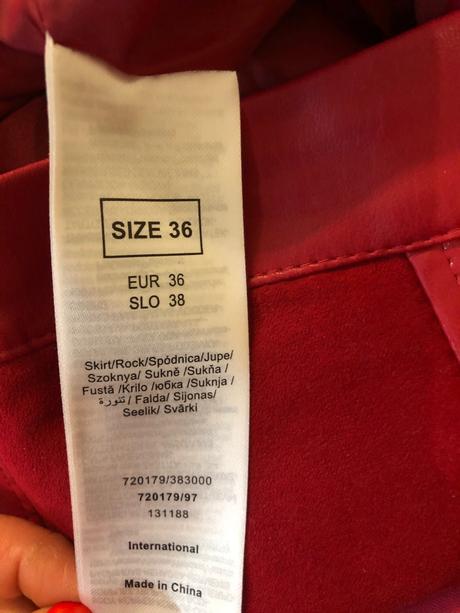 SIZE 36
EUR 36
SLO 38
Skirt/Rock/Spódnica/Jupe/
Szoknya/ Sukně /Sukňa /
Fustă /Krilo /юбка /Suknja /
تنورة / Falda/ Sijonas/
Seelik/ Svārki
720179/383000
720179/97
131188
International
Made in China